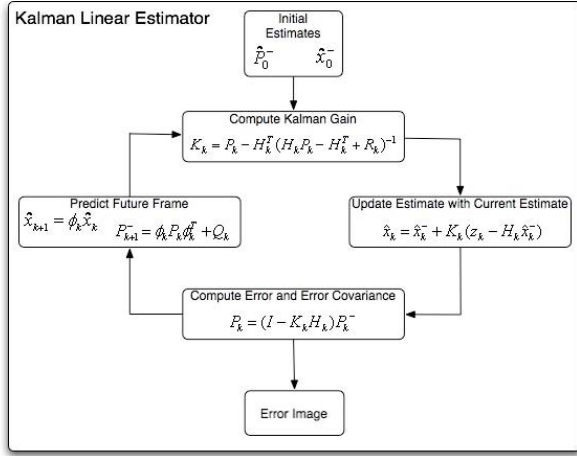 Kalman Linear Estimator
Initial
Estimates
P̂₀⁻ x̂₀⁻
Compute Kalman Gain
Kₖ = Pₖ − Hₖᵀ(HₖPₖ − Hₖᵀ + Rₖ)⁻¹
Predict Future Frame
x̂ₖ₊₁ = ϕₖx̂ₖ
P⁻ₖ₊₁ = ϕₖPₖϕₖᵀ + Qₖ
Update Estimate with Current Estimate
x̂ₖ = x̂ₖ⁻ + Kₖ(zₖ − Hₖx̂ₖ⁻)
Compute Error and Error Covariance
Pₖ = (I − KₖHₖ)Pₖ⁻
Error Image